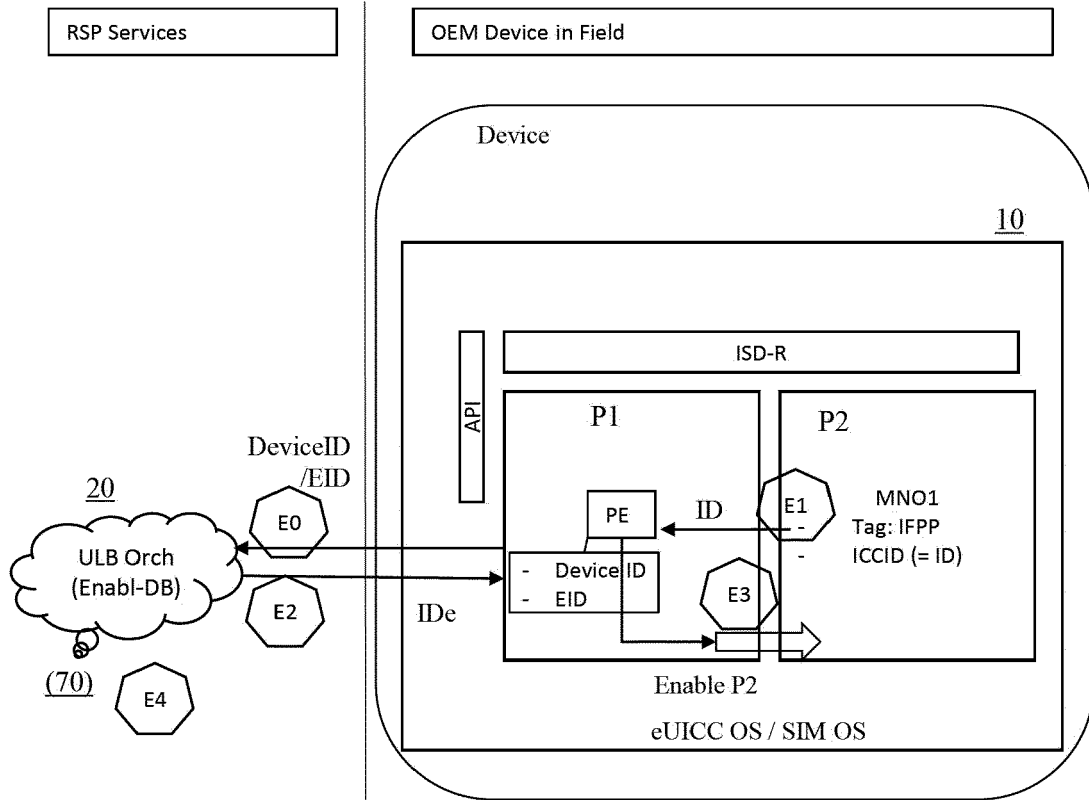 RSP Services
OEM Device in Field
Device
10
ISD-R
API
P1
P2
DeviceID
/EID
20
E0
PE
ID
E1
MNO1
-
Tag: IFPP
-
ICCID (= ID)
ULB Orch
(Enabl-DB)
- Device ID
- EID
E2
IDe
E3
(70)
E4
Enable P2
eUICC OS / SIM OS